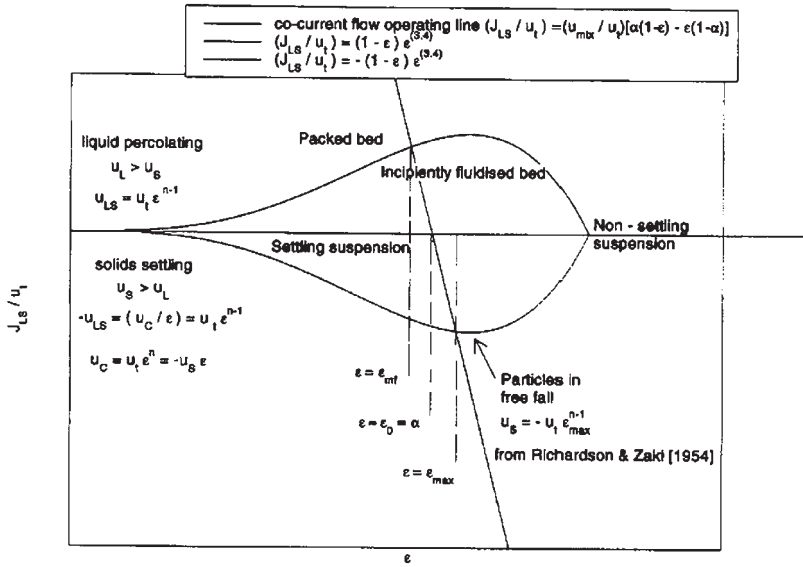 co-current flow operating line (J_LS / u_t) =(u_mix / u_t)[α(1-ε) - ε(1-α)]
(J_LS / u_t) = (1 - ε) ε^(3.4)
(J_LS / u_t) = - (1 - ε) ε^(3.4)
liquid percolating
u_L > u_S
u_LS = u_t ε^n-1
Packed bed
Incipiently fluidised bed
Settling suspension
Non - settling
suspension
solids settling
u_S > u_L
-u_LS = (u_C / ε) = u_t ε^n-1
u_C = u_t ε^n = -u_S ε
ε = ε_mf
ε = ε_0 = α
ε = ε_max
Particles in
free fall
u_S = - u_t ε_max^n-1
from Richardson & Zaki [1954]
J_LS / u_t
ε